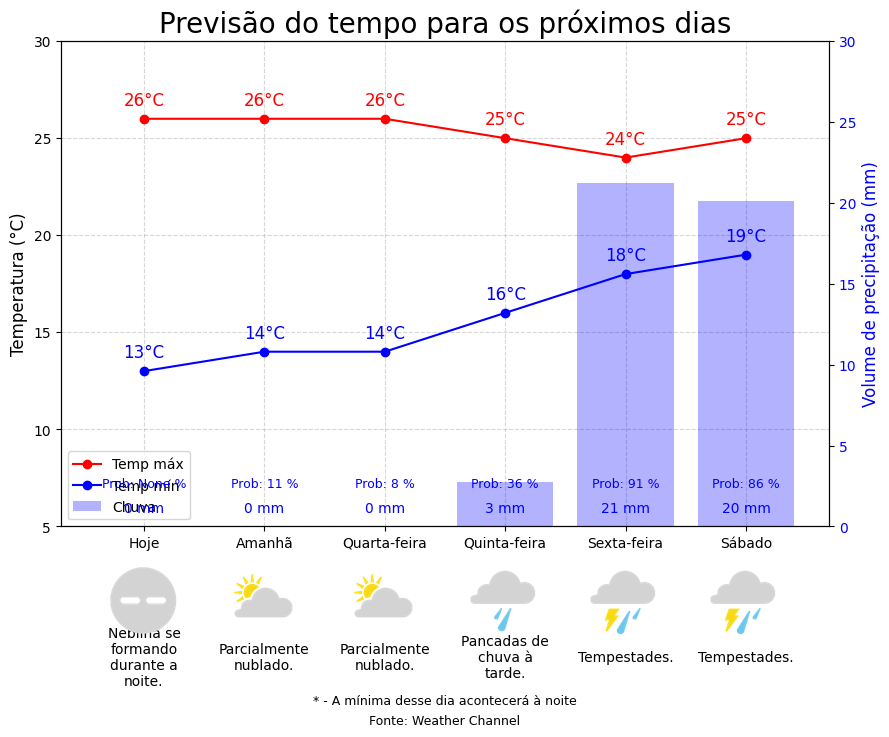 Previsão do tempo para os próximos dias
Temperatura (°C)
30
25
20
15
10
5
Volume de precipitação (mm)
30
25
20
15
10
5
0
26°C 26°C 26°C 25°C 24°C 25°C
13°C 14°C 14°C 16°C 18°C 19°C
Temp máx
Temp mín
Chuva
Prob: None % Prob: 11 % Prob: 8 % Prob: 36 % Prob: 91 % Prob: 86 %
0 mm 0 mm 0 mm 3 mm 21 mm 20 mm
Hoje Amanhã Quarta-feira Quinta-feira Sexta-feira Sábado
Neblina se
formando
durante a
noite.
Parcialmente
nublado.
Parcialmente
nublado.
Pancadas de
chuva à
tarde.
Tempestades.
Tempestades.
* - A mínima desse dia acontecerá à noite
Fonte: Weather Channel